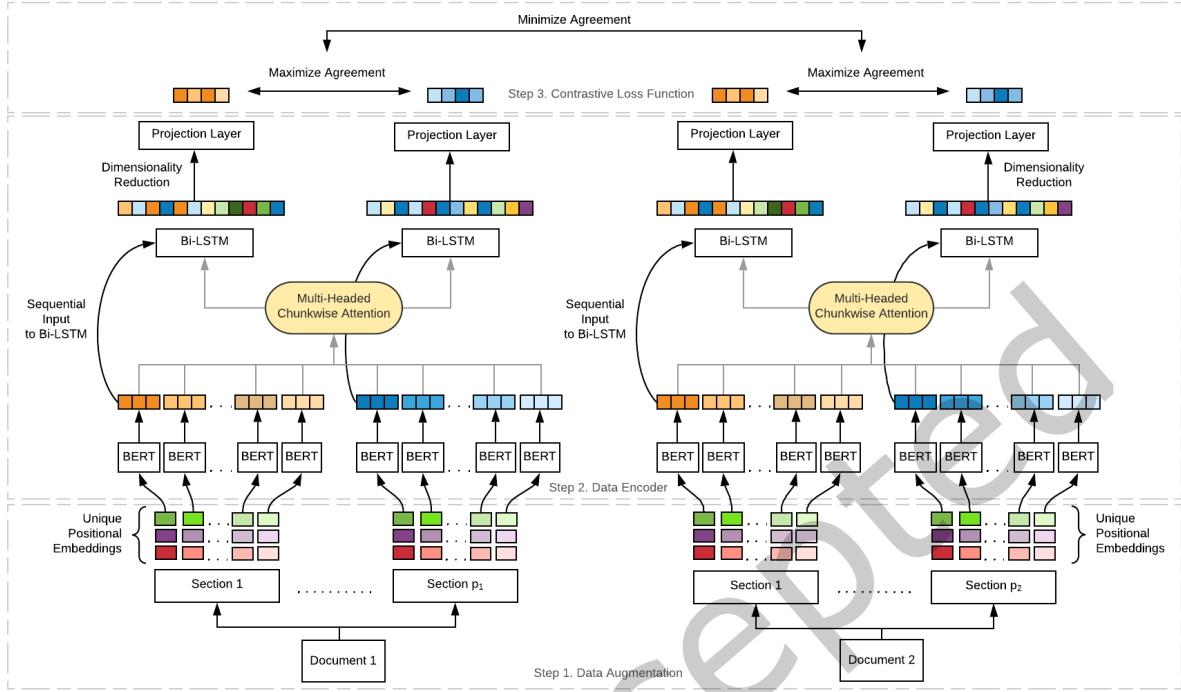 Minimize Agreement
Maximize Agreement
Maximize Agreement
Step 3. Contrastive Loss Function
Projection Layer
Projection Layer
Projection Layer
Projection Layer
Dimensionality
Reduction
Dimensionality
Reduction
Bi-LSTM
Bi-LSTM
Bi-LSTM
Bi-LSTM
Multi-Headed
Chunkwise Attention
Multi-Headed
Chunkwise Attention
Sequential
Input
to Bi-LSTM
Sequential
Input
to Bi-LSTM
BERT BERT .... BERT BERT
BERT BERT .... BERT BERT
BERT BERT .... BERT BERT
BERT BERT .... BERT BERT
Step 2. Data Encoder
Unique
Positional
Embeddings
Unique
Positional
Embeddings
Section 1 .......... Section p₁
Section 1 .......... Section p₂
Document 1
Document 2
Step 1. Data Augmentation
cepted